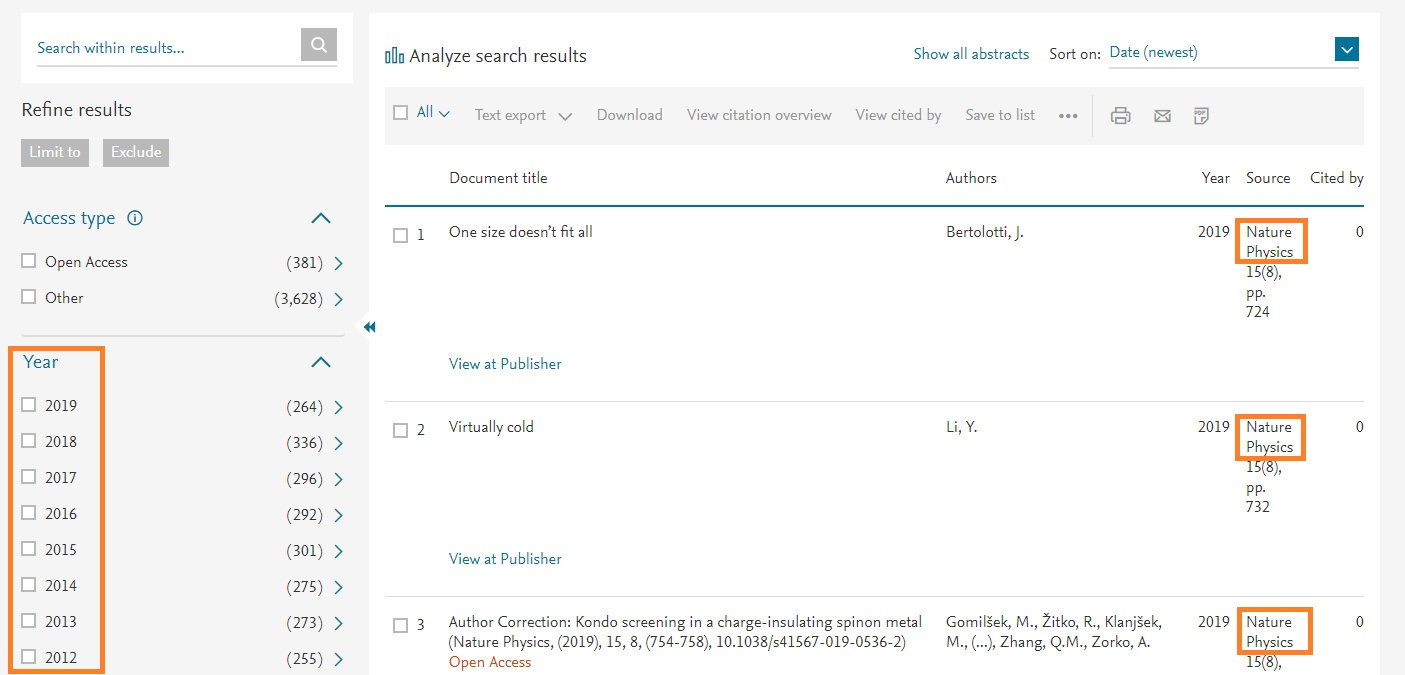 Search within results...
Refine results
Limit to Exclude
Access type
Open Access (381)
Other (3,628)
Year
2019 (264)
2018 (336)
2017 (296)
2016 (292)
2015 (301)
2014 (275)
2013 (273)
2012 (255)
Analyze search results
Show all abstracts Sort on: Date (newest)
All Text export Download View citation overview View cited by Save to list ••• PDF
Document title Authors Year Source Cited by
1 One size doesn’t fit all Bertolotti, J. 2019 Nature 0
Physics
15(8),
pp.
724
View at Publisher
2 Virtually cold Li, Y. 2019 Nature 0
Physics
15(8),
pp.
732
View at Publisher
3 Author Correction: Kondo screening in a charge-insulating spinon metal Gomilšek, M., Žitko, R., Klanjšek, 2019 Nature 0
(Nature Physics, (2019), 15, 8, (754-758), 10.1038/s41567-019-0536-2) M., (...), Zhang, Q.M., Zorko, A. Physics
Open Access 15(8),